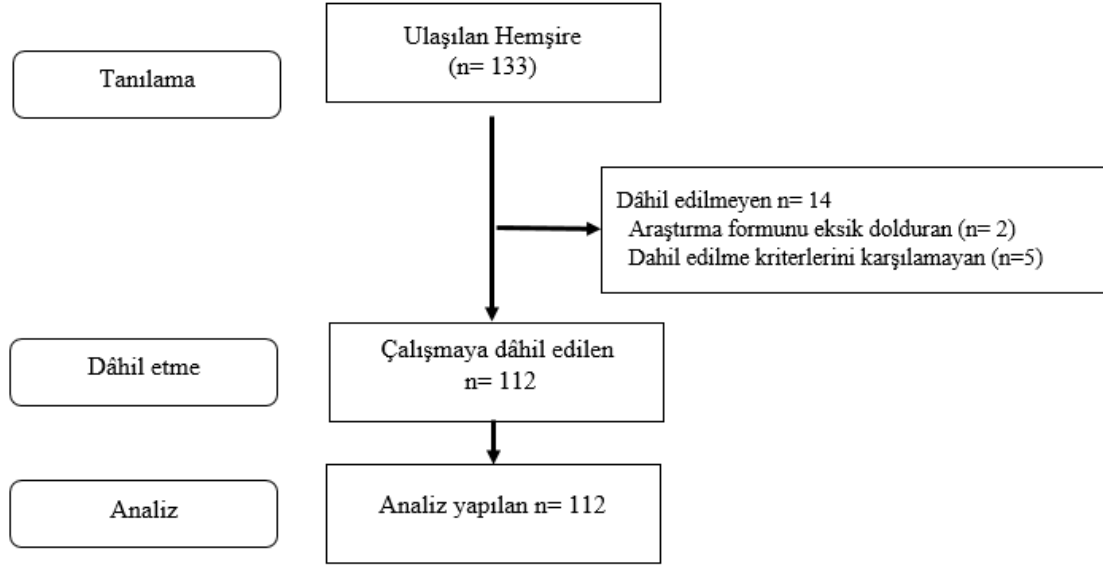 Tanılama
Ulaşılan Hemşire
(n= 133)
Dâhil edilmeyen n= 14
Araştırma formunu eksik dolduran (n= 2)
Dahil edilme kriterlerini karşılamayan (n=5)
Dâhil etme
Çalışmaya dâhil edilen
n= 112
Analiz
Analiz yapılan n= 112